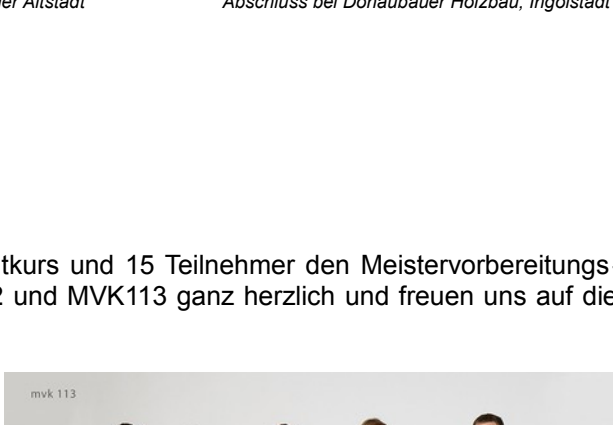 er Altstadt Abschluss bei Donaubauer Holzbau, Ingolstadt
tkurs und 15 Teilnehmer den Meistervorbereitungs-
2 und MVK113 ganz herzlich und freuen uns auf die
mvk 113